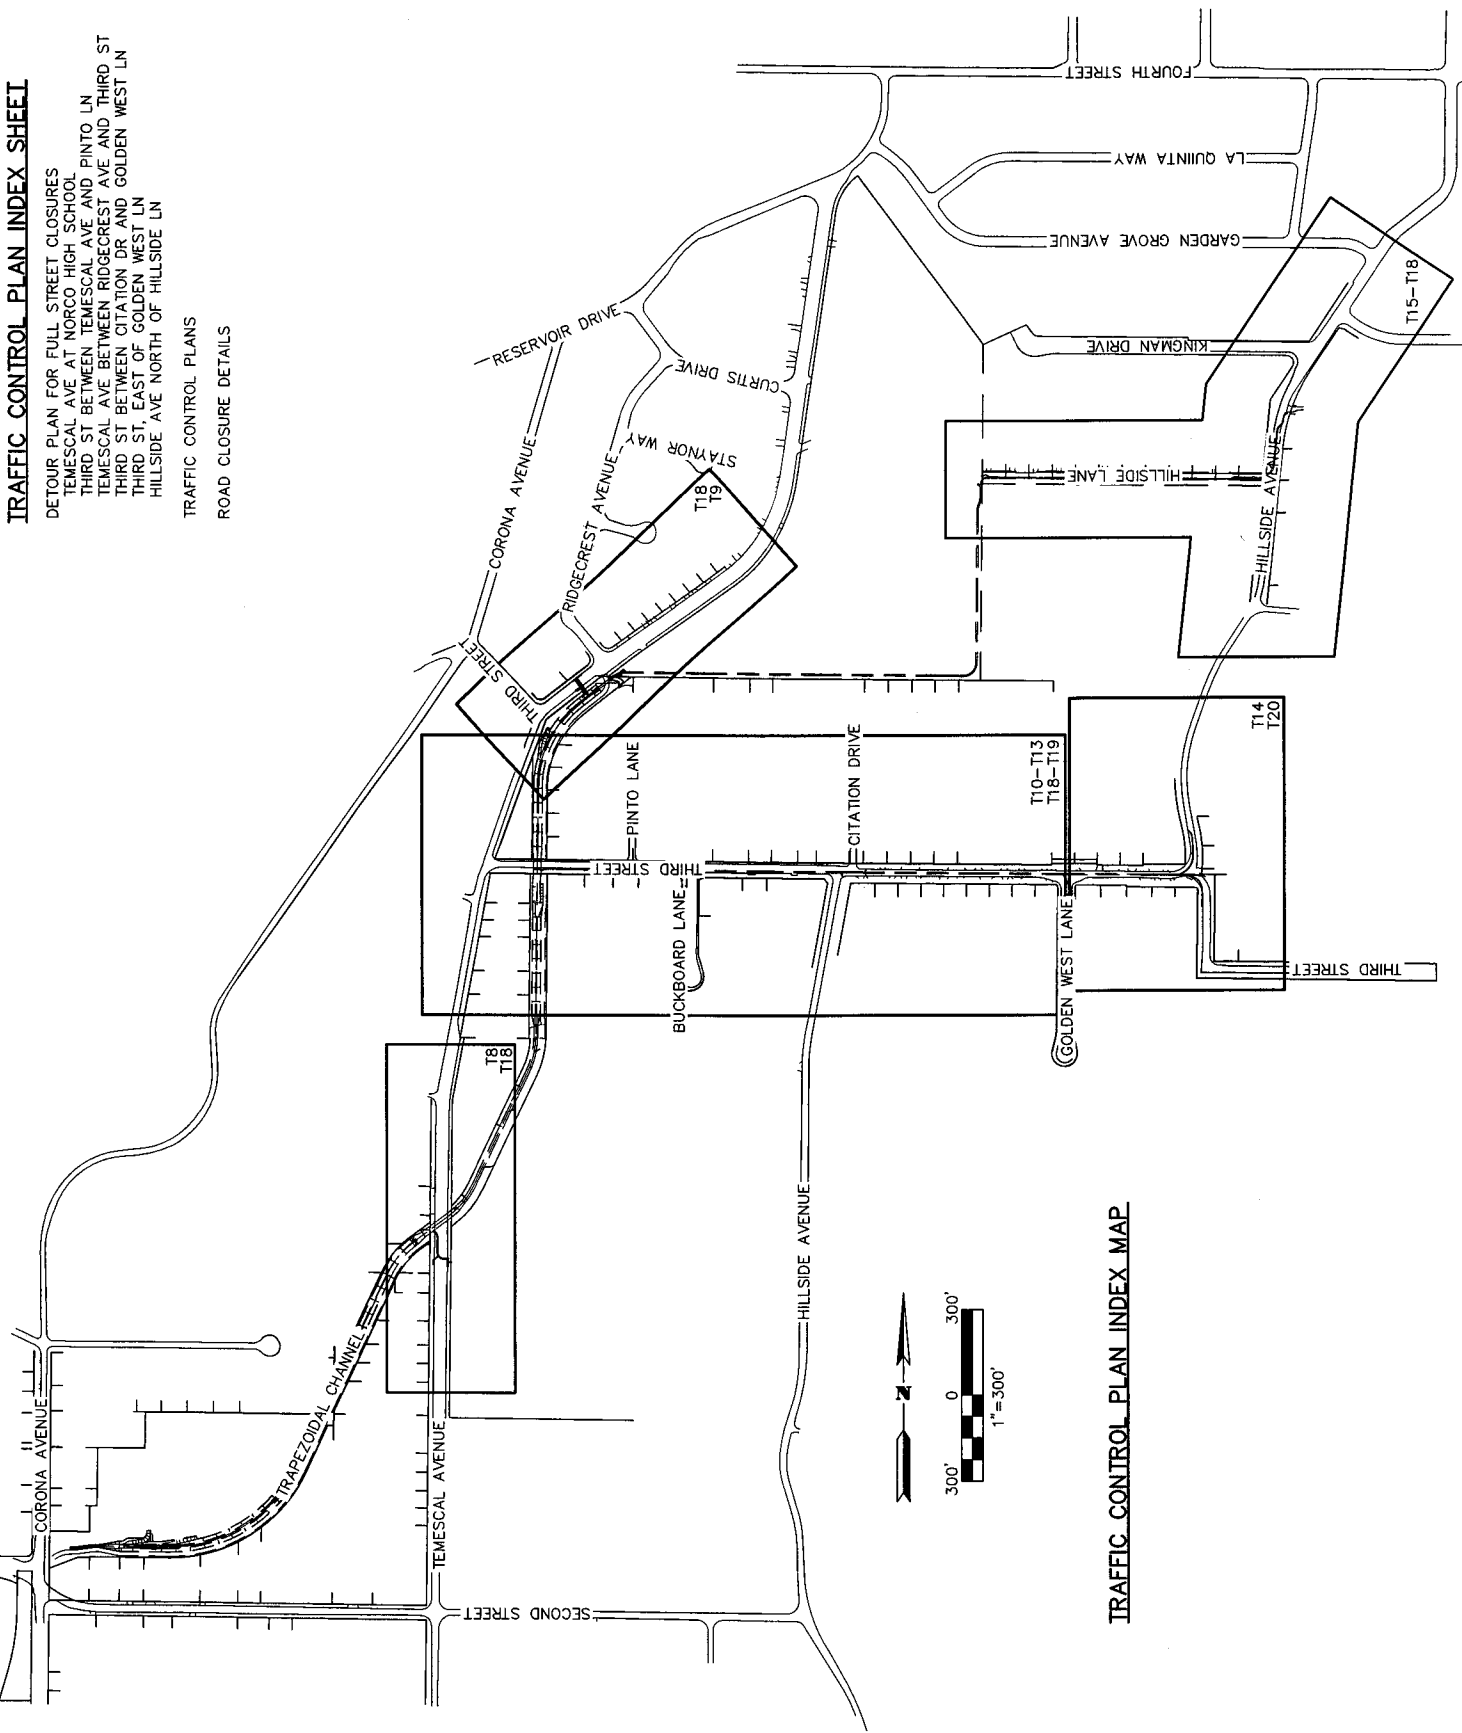 TRAFFIC CONTROL PLAN INDEX SHEET
DETOUR PLAN FOR FULL STREET CLOSURES
TEMESCAL AVE AT NORCO HIGH SCHOOL
THIRD ST BETWEEN TEMESCAL AVE AND PINTO LN
TEMESCAL AVE BETWEEN RIDGECREST AVE AND THIRD ST
THIRD ST BETWEEN CITATION DR AND GOLDEN WEST LN
THIRD ST, EAST OF GOLDEN WEST LN
HILLSIDE AVE NORTH OF HILLSIDE LN
TRAFFIC CONTROL PLANS
ROAD CLOSURE DETAILS
FOURTH STREET
LA QUINTA WAY
GARDEN GROVE AVENUE
T15-T18
KINGMAN DRIVE
RESERVOIR DRIVE
CURTIS DRIVE
STAYNOR WAY
CORONA AVENUE
RIDGECREST AVENUE
T18
T9
HILLSIDE LANE
HILLSIDE AVENUE
THIRD STREET
PINTO LANE
CITATION DRIVE
T10-T13
T18-T19
T14
T20
THIRD STREET
BUCKBOARD LANE
GOLDEN WEST LANE
THIRD STREET
T8
T18
HILLSIDE AVENUE
TRAPEZOIDAL CHANNEL
CORONA AVENUE
TEMESCAL AVENUE
SECOND STREET
N
300' 0 300'
1"=300'
TRAFFIC CONTROL PLAN INDEX MAP